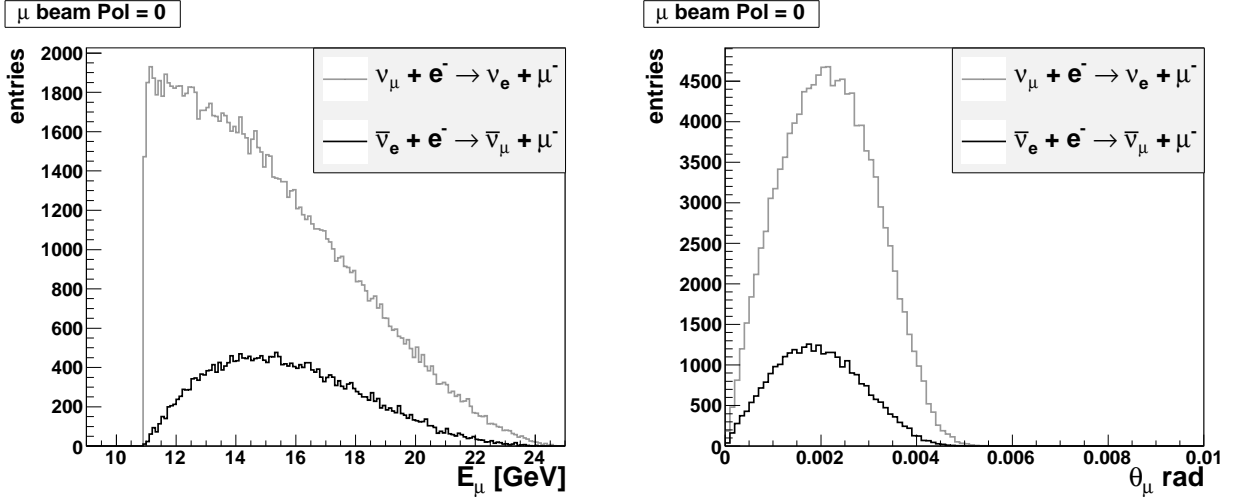 μ beam Pol = 0
entries
2000
1800
1600
1400
1200
1000
800
600
400
200
0
10 12 14 16 18 20 22 24
E_μ [GeV]
ν_μ + e⁻ → ν_e + μ⁻
ν̅_e + e⁻ → ν̅_μ + μ⁻
μ beam Pol = 0
entries
4500
4000
3500
3000
2500
2000
1500
1000
500
0
0 0.002 0.004 0.006 0.008 0.01
θ_μ rad
ν_μ + e⁻ → ν_e + μ⁻
ν̅_e + e⁻ → ν̅_μ + μ⁻